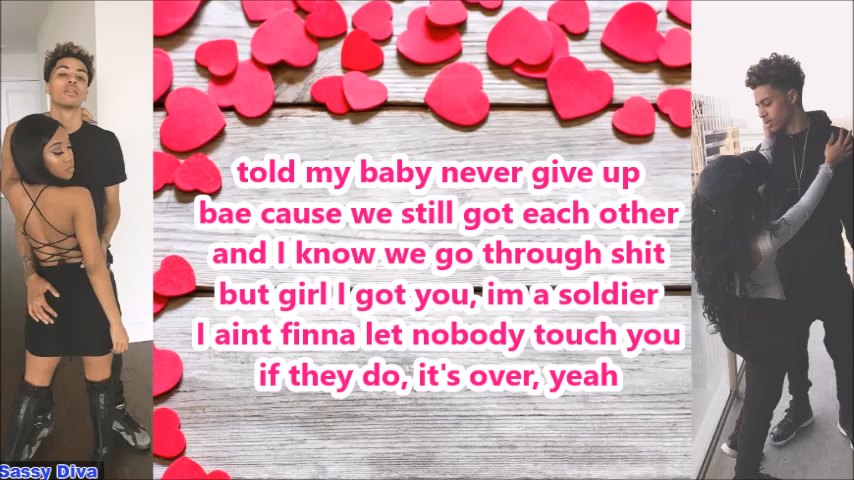 told my baby never give up
bae cause we still got each other
and I know we go through shit
but girl I got you, im a soldier
I aint finna let nobody touch you
if they do, it's over, yeah
Sassy Diva